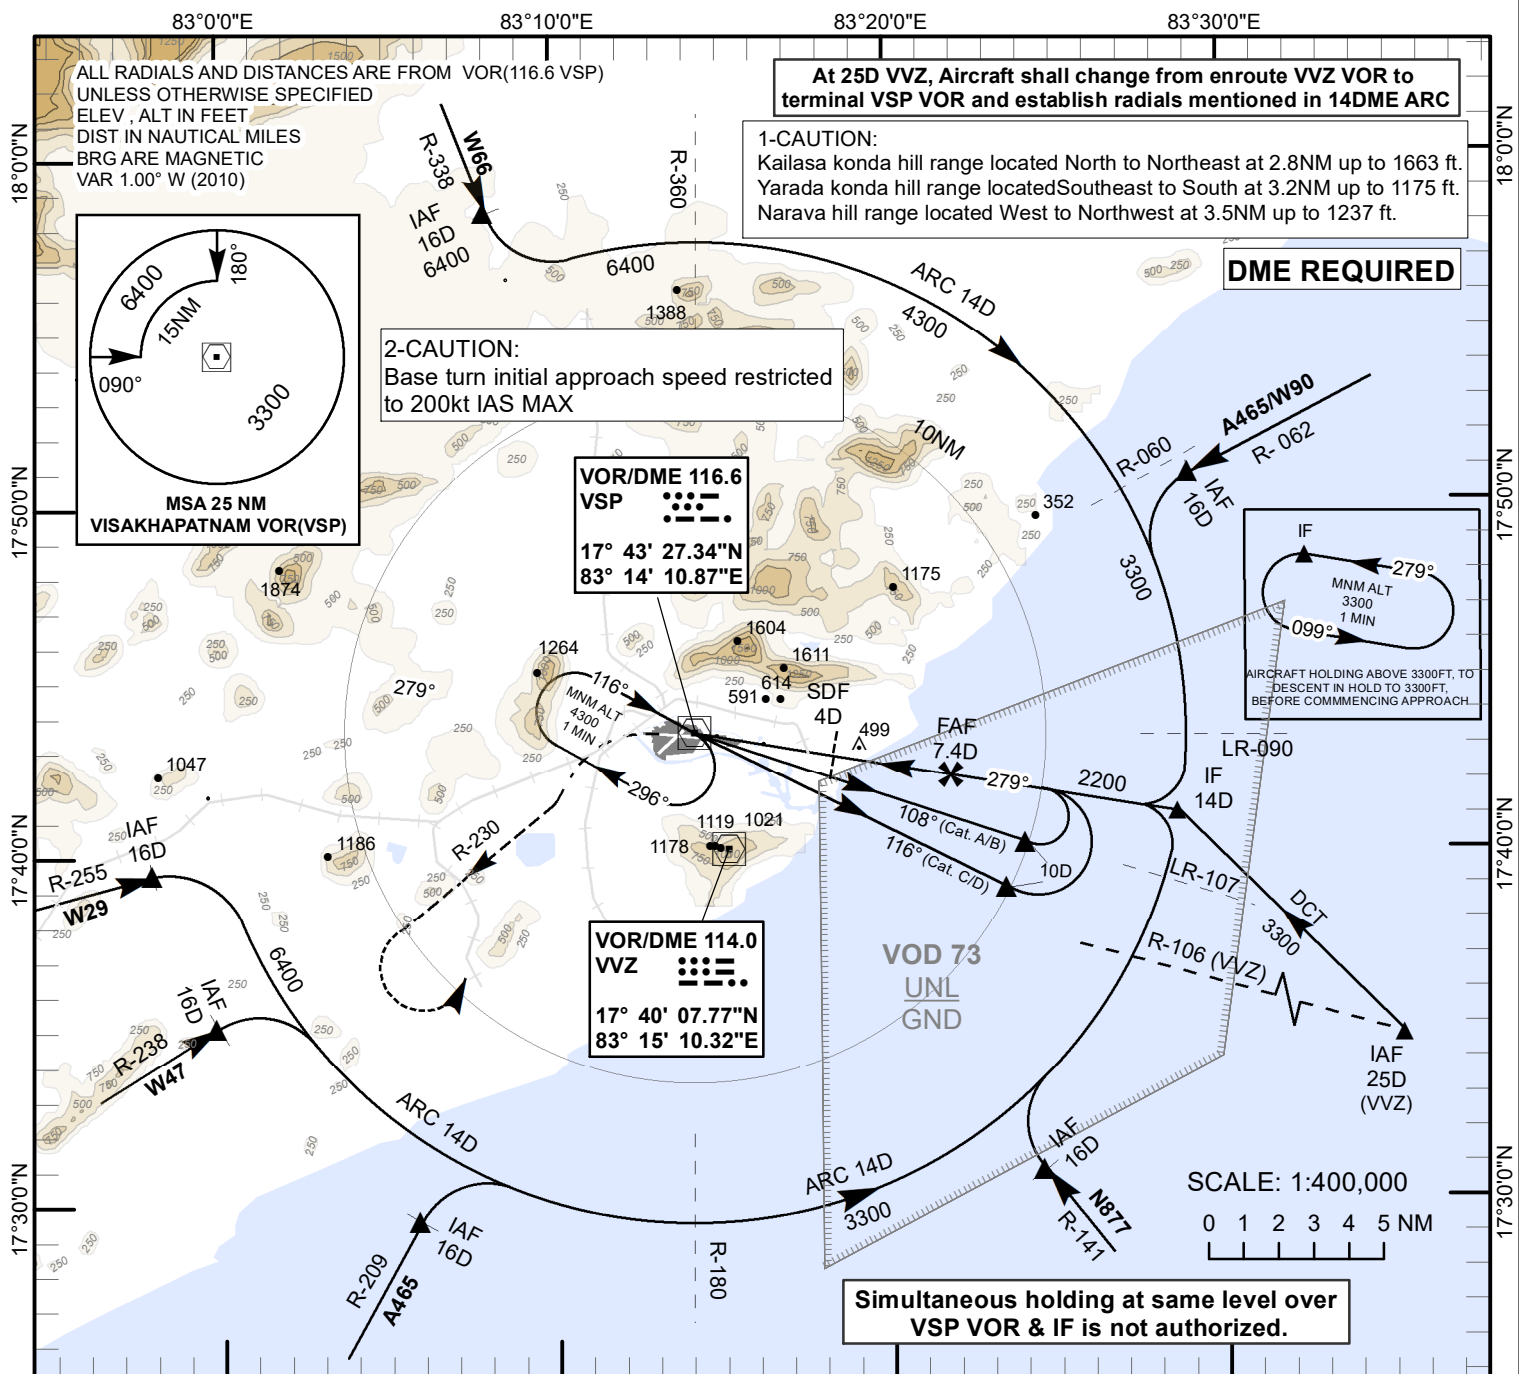 83°0'0"E
83°10'0"E
83°20'0"E
83°30'0"E
ALL RADIALS AND DISTANCES ARE FROM VOR(116.6 VSP)
UNLESS OTHERWISE SPECIFIED
ELEV , ALT IN FEET
DIST IN NAUTICAL MILES
BRG ARE MAGNETIC
VAR 1.00° W (2010)
At 25D VVZ, Aircraft shall change from enroute VVZ VOR to
terminal VSP VOR and establish radials mentioned in 14DME ARC
1-CAUTION:
Kailasa konda hill range located North to Northeast at 2.8NM up to 1663 ft.
Yarada konda hill range locatedSoutheast to South at 3.2NM up to 1175 ft.
Narava hill range located West to Northwest at 3.5NM up to 1237 ft.
DME REQUIRED
18°0'0"N
18°0'0"N
W66
R-338
IAF
16D
6400
R-360
6400
ARC 14D
4300
6400
15NM
180°
090°
3300
MSA 25 NM
VISAKHAPATNAM VOR(VSP)
1388
2-CAUTION:
Base turn initial approach speed restricted
to 200kt IAS MAX
10NM
A465/W90
R- 062
R-060
IAF
16D
352
17°50'0"N
17°50'0"N
VOR/DME 116.6
VSP
17° 43' 27.34"N
83° 14' 10.87"E
1874
1175
3300
IF
279°
MNM ALT
3300
1 MIN
099°
AIRCRAFT HOLDING ABOVE 3300FT, TO
DESCENT IN HOLD TO 3300FT,
BEFORE COMMMENCING APPROACH
1604
1611
614
591
1264
279°
116°
MNM ALT
4300
1 MIN
296°
SDF
4D
499
FAF
7.4D
279°
2200
LR-090
IF
14D
1047
1186
R-230
1119
1021
1178
108° (Cat. A/B)
116° (Cat. C/D)
10D
LR-107
DCT
3300
R-106 (VVZ)
IAF
25D
(VVZ)
17°40'0"N
17°40'0"N
IAF
16D
R-255
W29
6400
IAF
16D
R-238
W47
VOR/DME 114.0
VVZ
17° 40' 07.77"N
83° 15' 10.32"E
VOD 73
UNL
GND
ARC 14D
ARC 14D
3300
IAF
16D
N877
R-141
17°30'0"N
17°30'0"N
IAF
16D
R-209
A465
R-180
SCALE: 1:400,000
0 1 2 3 4 5 NM
Simultaneous holding at same level over
VSP VOR & IF is not authorized.